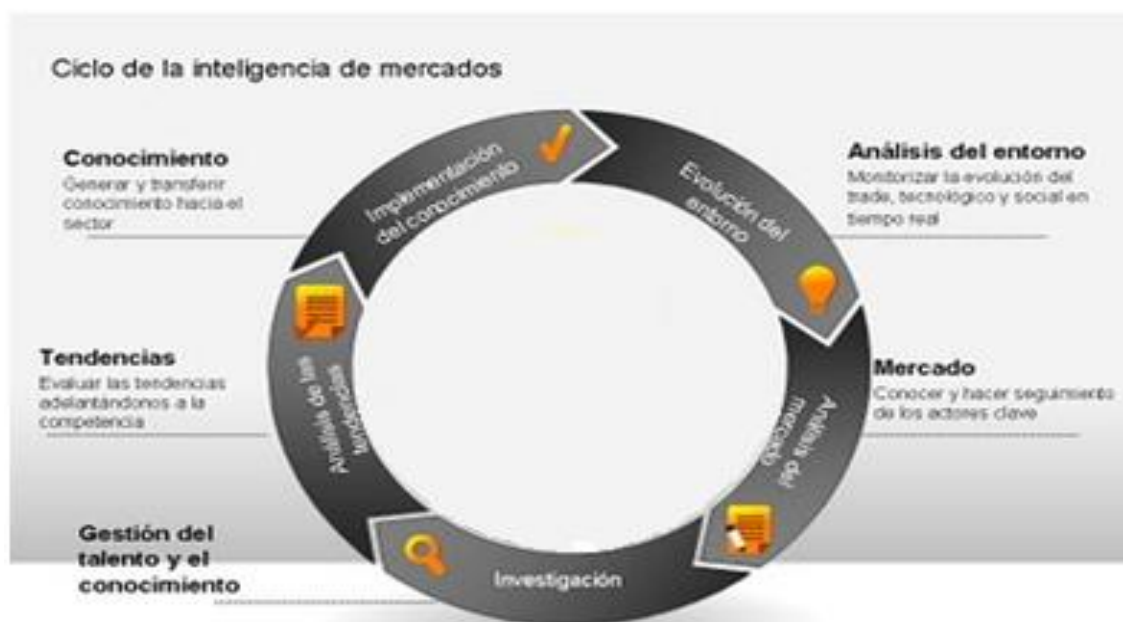 Ciclo de la inteligencia de mercados
Conocimiento
Generar y transferir
conocimiento hacia el
sector
Implementación
del conocimiento
Evolución del
entorno
Análisis del entorno
Monitorizar la evolución del
trade, tecnológico y social en
tiempo real
Tendencias
Evaluar las tendencias
adelantándonos a la
competencia
Análisis de las
tendencias
Análisis del
mercado
Mercado
Conocer y hacer seguimiento
de los actores clave
Gestión del
talento y el
conocimiento
Investigación